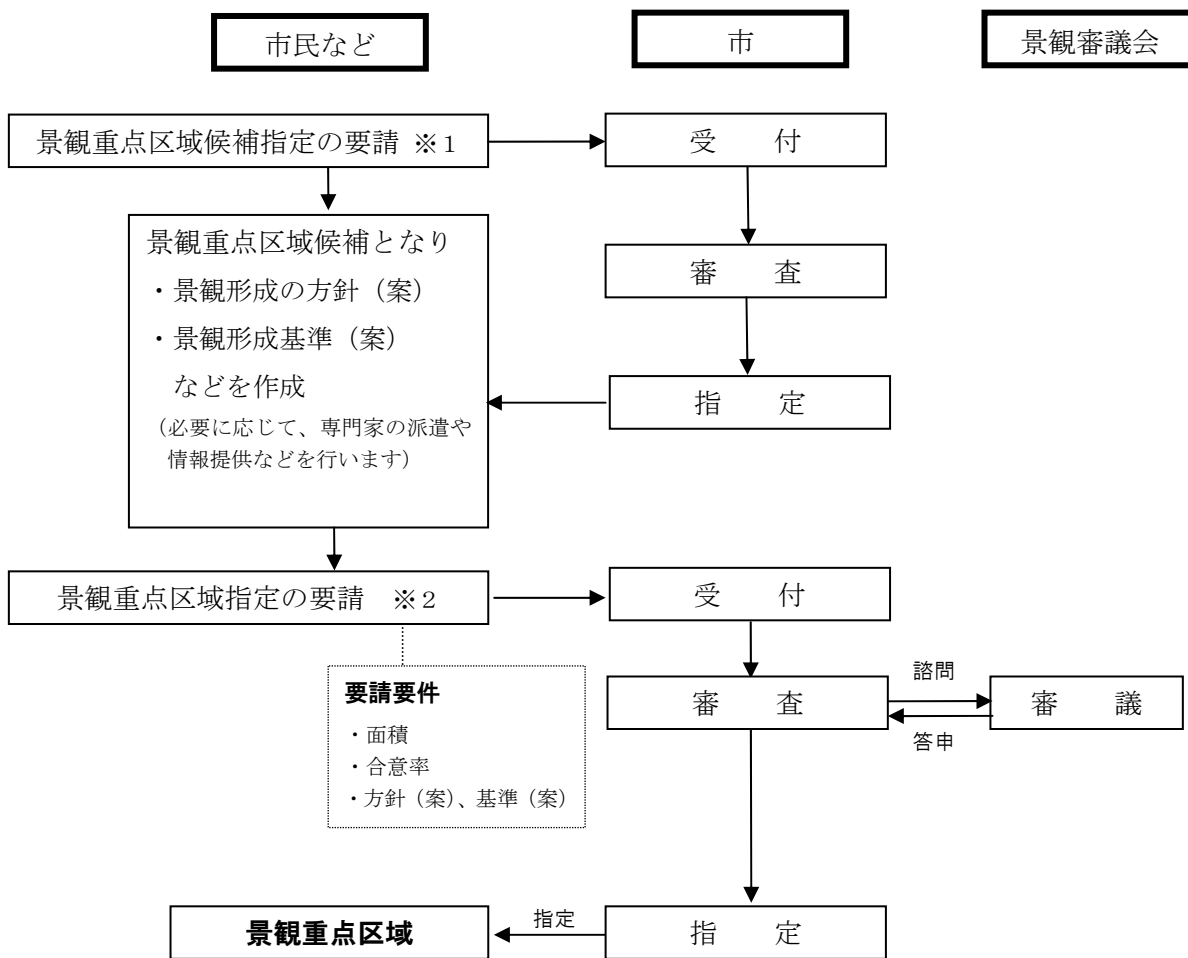 市民など
市
景観審議会
景観重点区域候補指定の要請 ※1
受 付
景観重点区域候補となり
・景観形成の方針(案)
・景観形成基準(案)
などを作成
(必要に応じて、専門家の派遣や
情報提供などを行います)
審 査
指 定
景観重点区域指定の要請 ※2
受 付
要請要件
・面積
・合意率
・方針(案)、基準(案)
審 査
諮問
答申
審 議
景観重点区域
指定
指 定